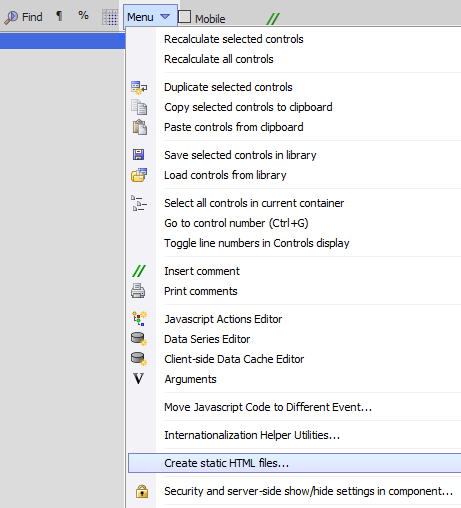 Find ¶ % Menu Mobile //
Recalculate selected controls
Recalculate all controls
Duplicate selected controls
Copy selected controls to clipboard
Paste controls from clipboard
Save selected controls in library
Load controls from library
Select all controls in current container
Go to control number (Ctrl+G)
Toggle line numbers in Controls display
// Insert comment
Print comments
Javascript Actions Editor
Data Series Editor
Client-side Data Cache Editor
V Arguments
Move Javascript Code to Different Event...
Internationalization Helper Utilities...
Create static HTML files...
Security and server-side show/hide settings in component...